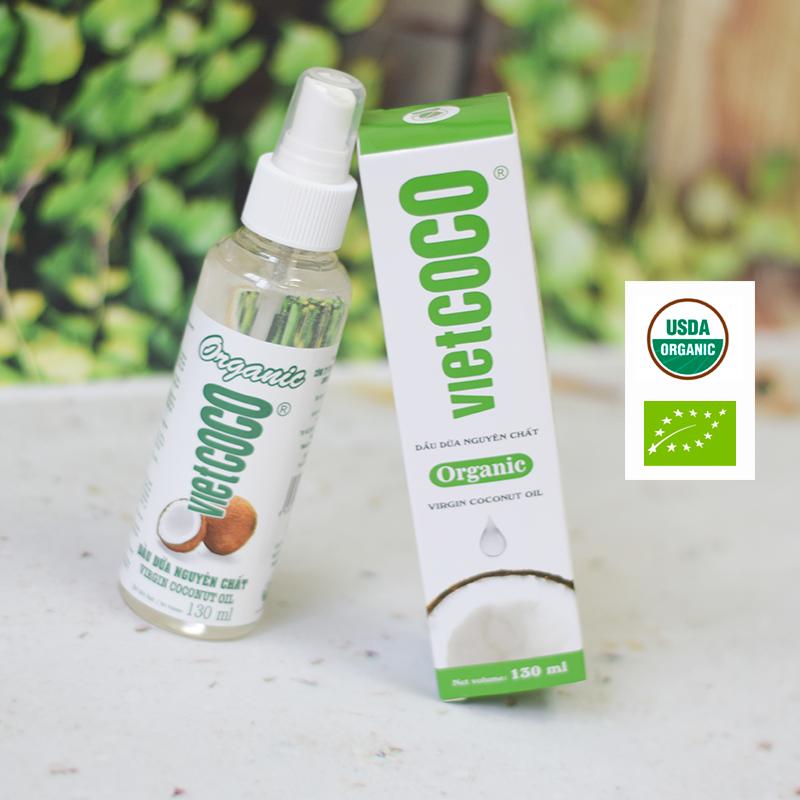 Organic
vietcoco®
DẦU DỪA NGUYÊN CHẤT
VIRGIN COCONUT OIL
130 ml
vietcoco®
DẦU DỪA NGUYÊN CHẤT
Organic
VIRGIN COCONUT OIL
Net volume: 130 ml
USDA
ORGANIC